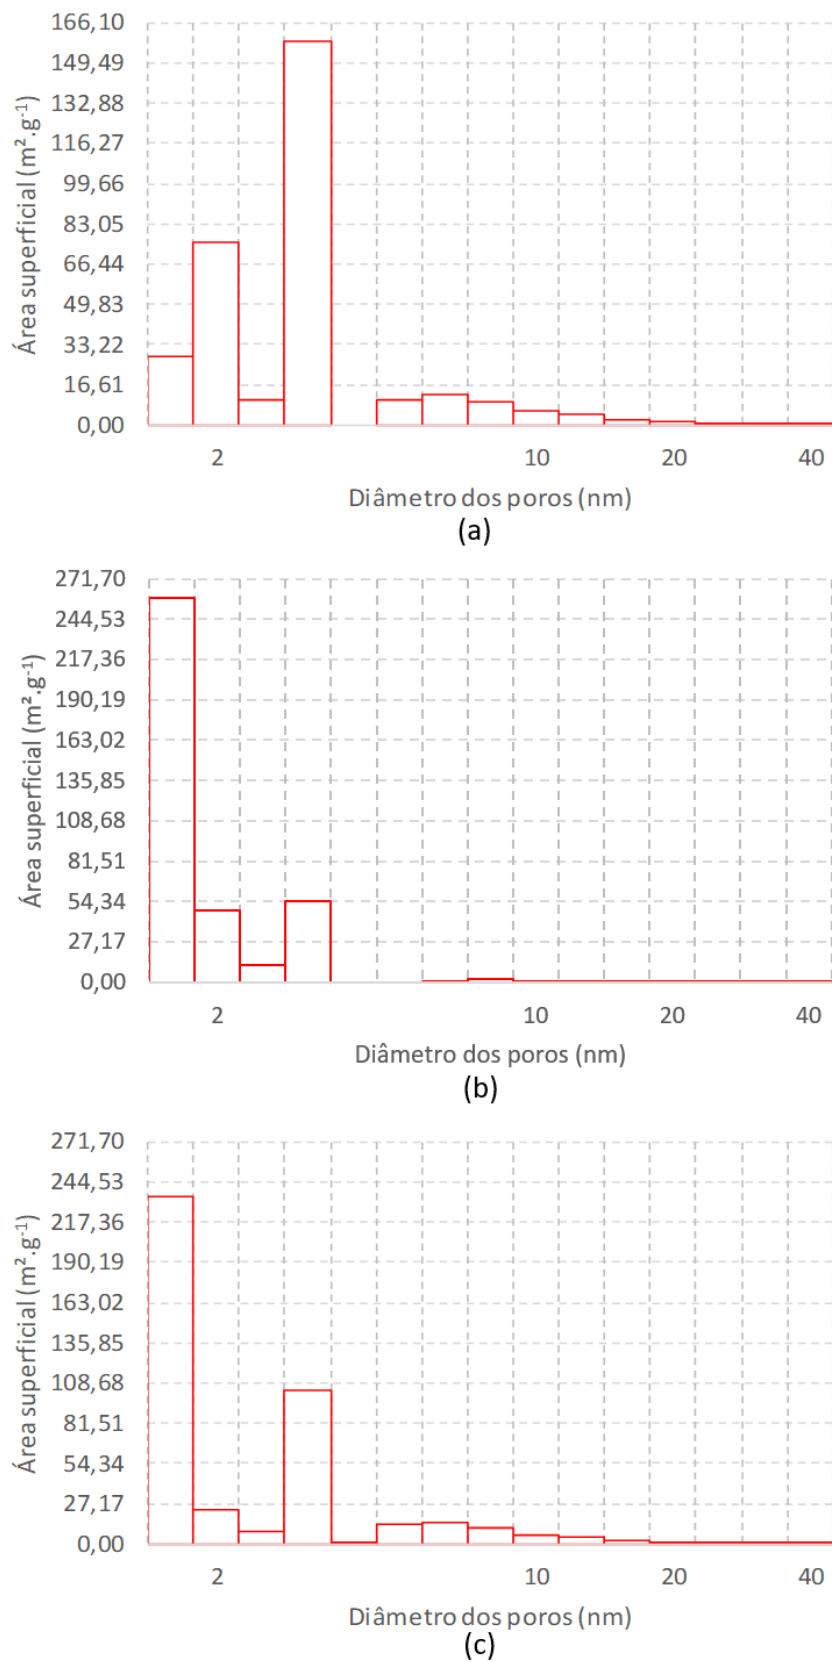 166,10
149,49
132,88
116,27
99,66
83,05
66,44
49,83
33,22
16,61
0,00
Área superficial (m².g⁻¹)
2 10 20 40
Diâmetro dos poros (nm)
(a)
271,70
244,53
217,36
190,19
163,02
135,85
108,68
81,51
54,34
27,17
0,00
Área superficial (m².g⁻¹)
2 10 20 40
Diâmetro dos poros (nm)
(b)
271,70
244,53
217,36
190,19
163,02
135,85
108,68
81,51
54,34
27,17
0,00
Área superficial (m².g⁻¹)
2 10 20 40
Diâmetro dos poros (nm)
(c)